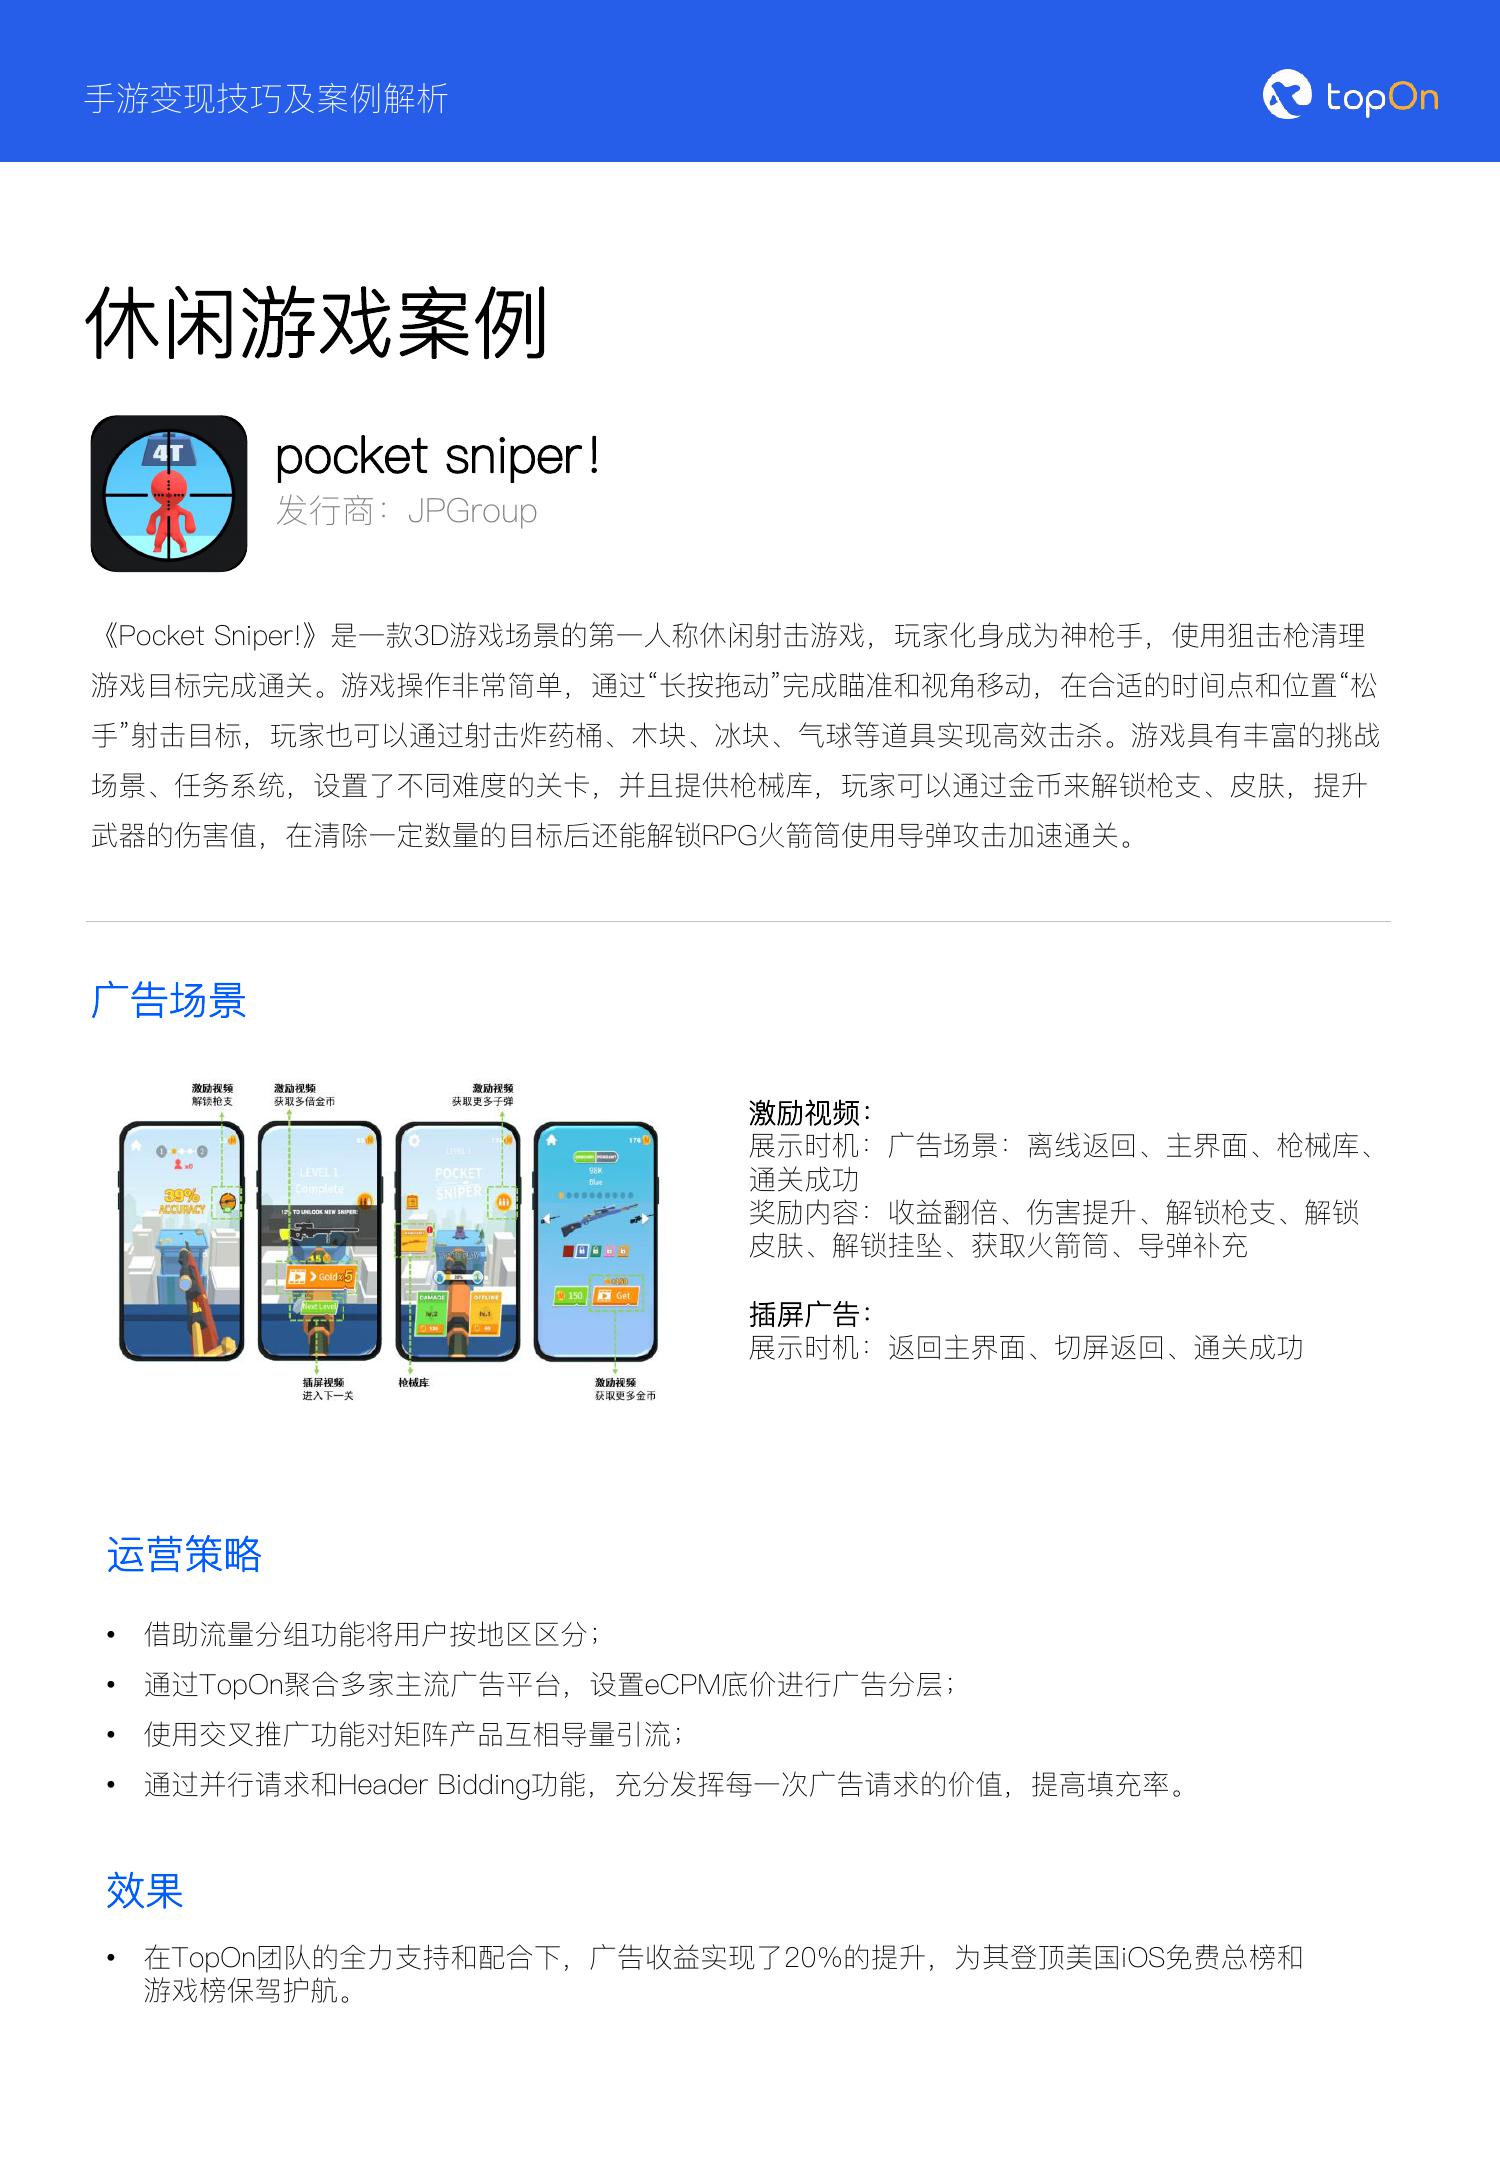 手游变现技巧及案例解析
topOn
休闲游戏案例
4T
pocket sniper!
发行商：JPGroup
《Pocket Sniper!》是一款3D游戏场景的第一人称休闲射击游戏，玩家化身成为神枪手，使用狙击枪清理
游戏目标完成通关。游戏操作非常简单，通过“长按拖动”完成瞄准和视角移动，在合适的时间点和位置“松
手”射击目标，玩家也可以通过射击炸药桶、木块、冰块、气球等道具实现高效击杀。游戏具有丰富的挑战
场景、任务系统，设置了不同难度的关卡，并且提供枪械库，玩家可以通过金币来解锁枪支、皮肤，提升
武器的伤害值，在清除一定数量的目标后还能解锁RPG火箭筒使用导弹攻击加速通关。
广告场景
激励视频
解锁枪支
激励视频
获取多倍金币
激励视频
获取更多子弹
1
2
x0
39%
ACCURACY
LEVEL 1
Complete
TO UNLOCK NEW SNIPER!
Gold x5
Next Level
LEVEL 1
POCKET
SNIPER
DAMAGE
lv.2
OFFLINE
lv.1
176
98K
Blue
150
Get
插屏视频
进入下一关
枪械库
激励视频
获取更多金币
激励视频：
展示时机：广告场景：离线返回、主界面、枪械库、
通关成功
奖励内容：收益翻倍、伤害提升、解锁枪支、解锁
皮肤、解锁挂坠、获取火箭筒、导弹补充
插屏广告：
展示时机：返回主界面、切屏返回、通关成功
运营策略
• 借助流量分组功能将用户按地区区分；
• 通过TopOn聚合多家主流广告平台，设置eCPM底价进行广告分层；
• 使用交叉推广功能对矩阵产品互相导量引流；
• 通过并行请求和Header Bidding功能，充分发挥每一次广告请求的价值，提高填充率。
效果
• 在TopOn团队的全力支持和配合下，广告收益实现了20%的提升，为其登顶美国iOS免费总榜和
游戏榜保驾护航。